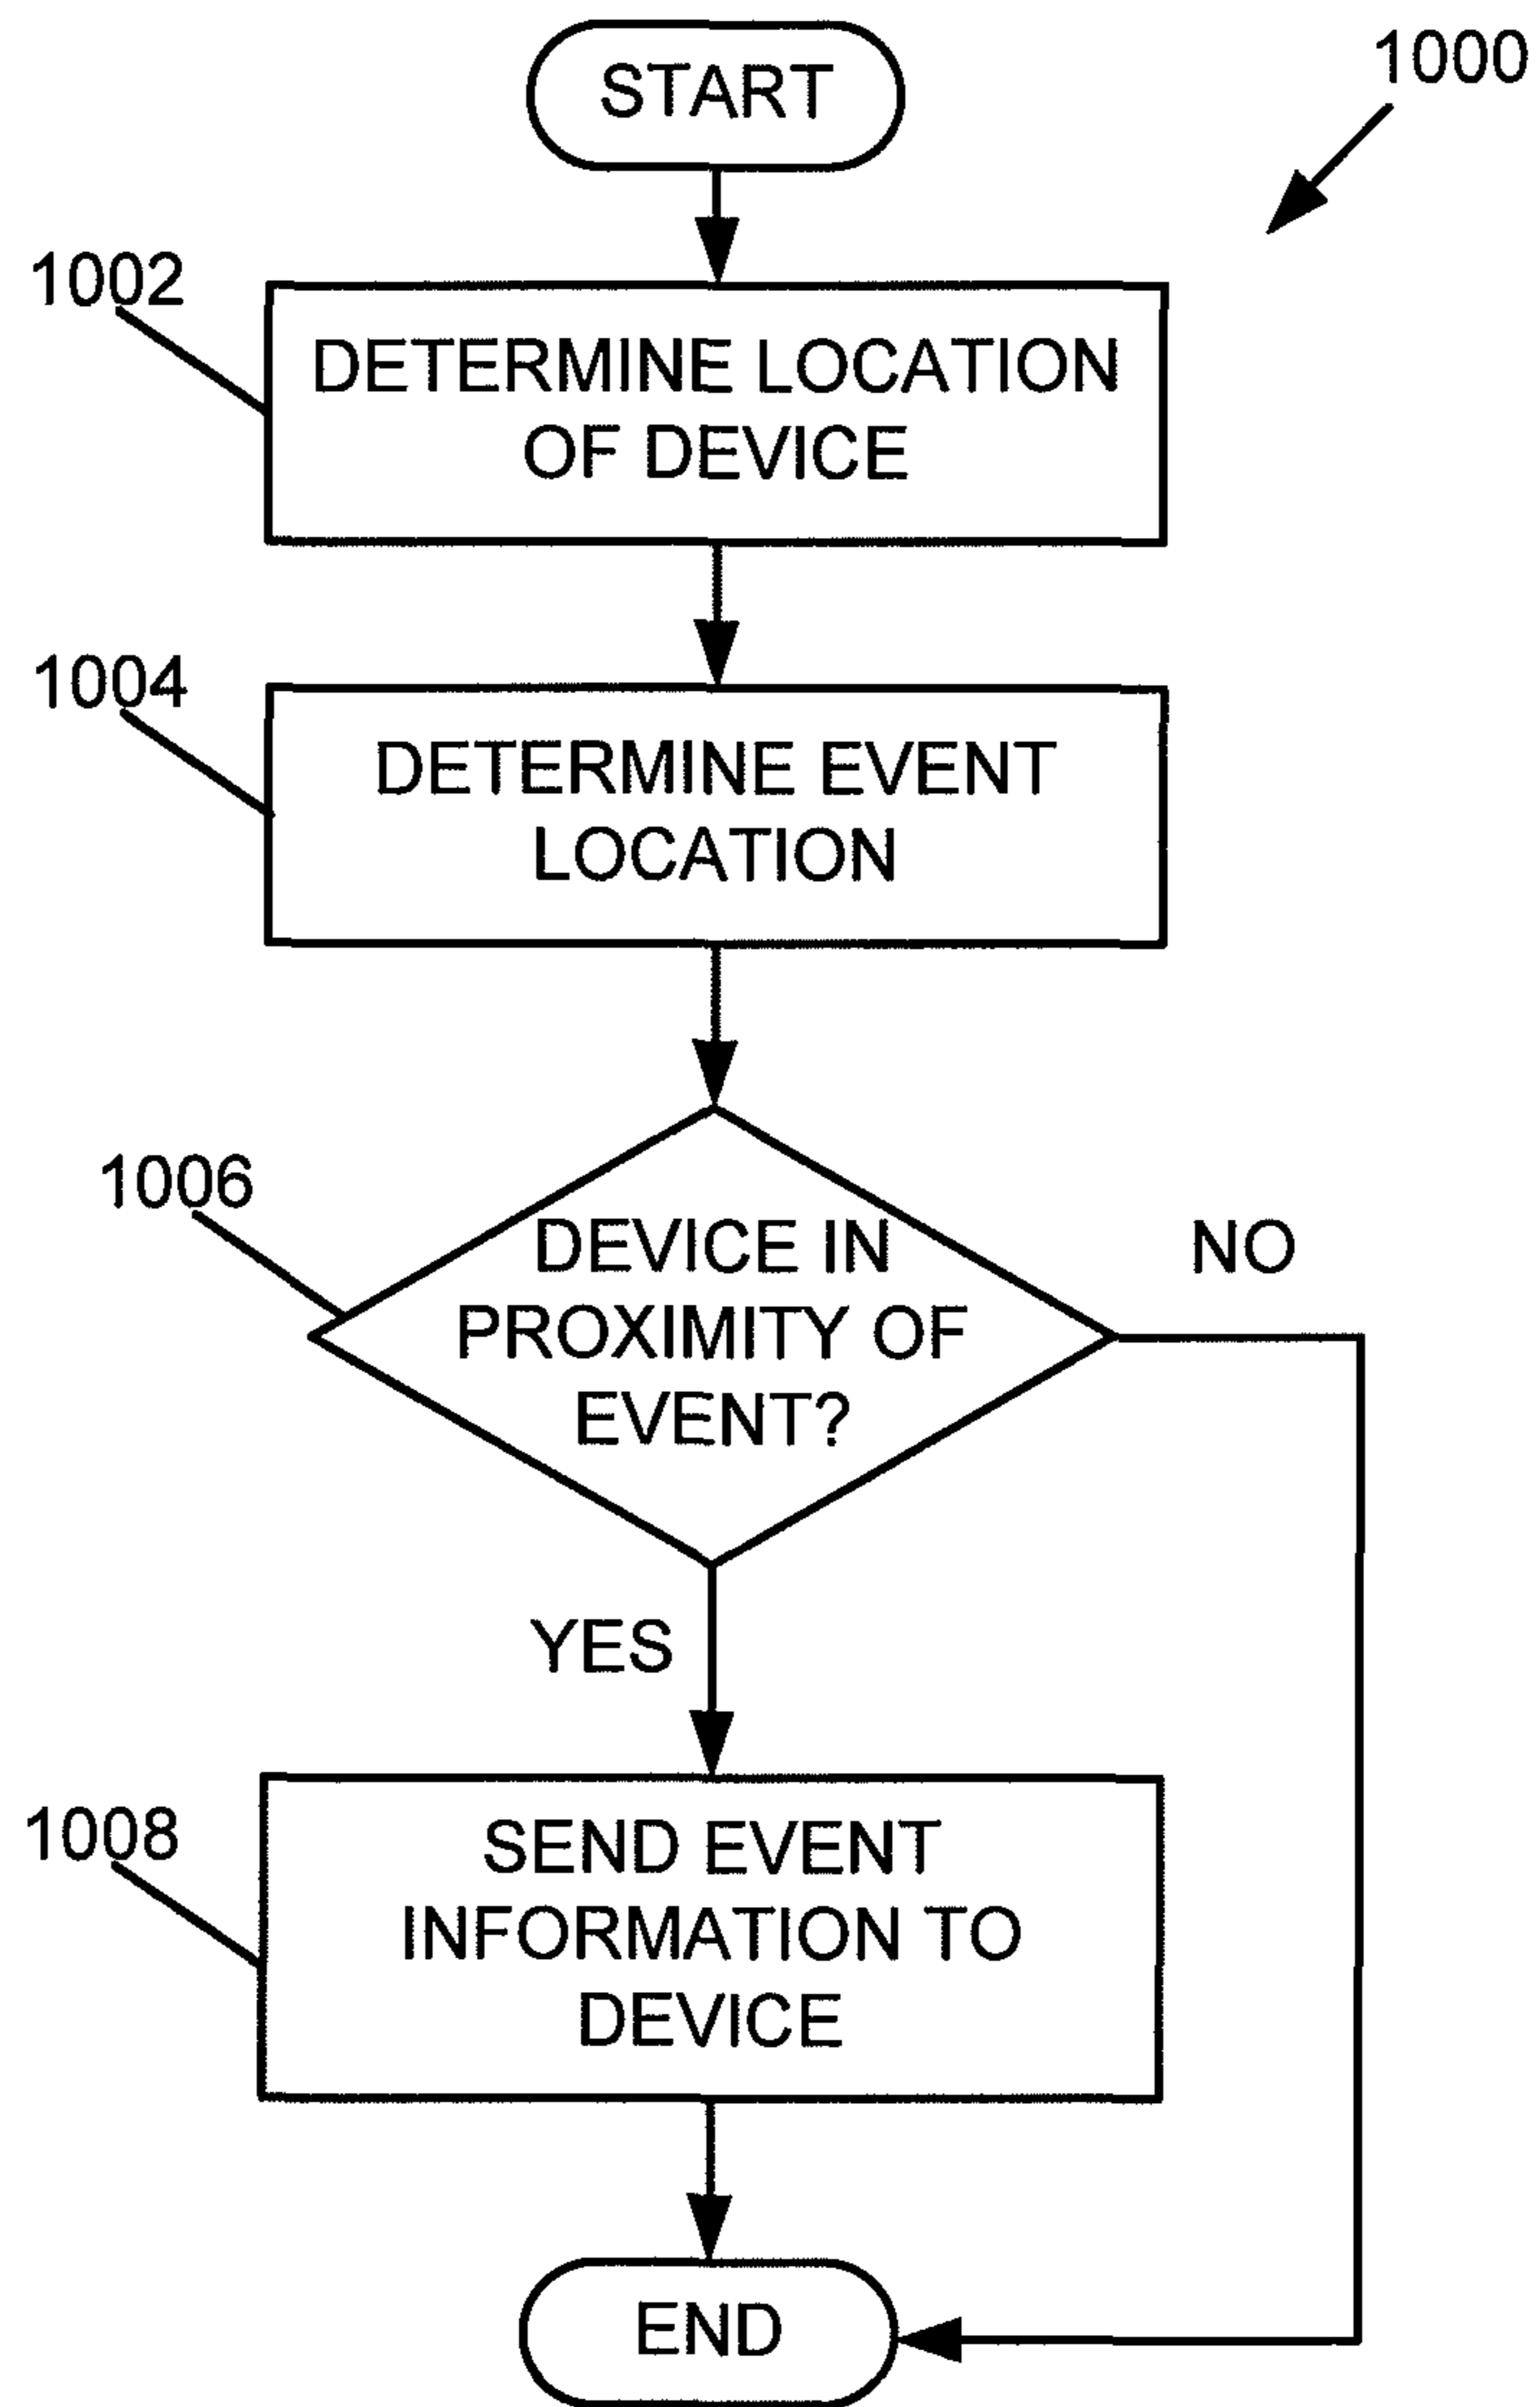 START
1000
1002
DETERMINE LOCATION
OF DEVICE
1004
DETERMINE EVENT
LOCATION
1006
DEVICE IN
PROXIMITY OF
EVENT?
NO
YES
1008
SEND EVENT
INFORMATION TO
DEVICE
END